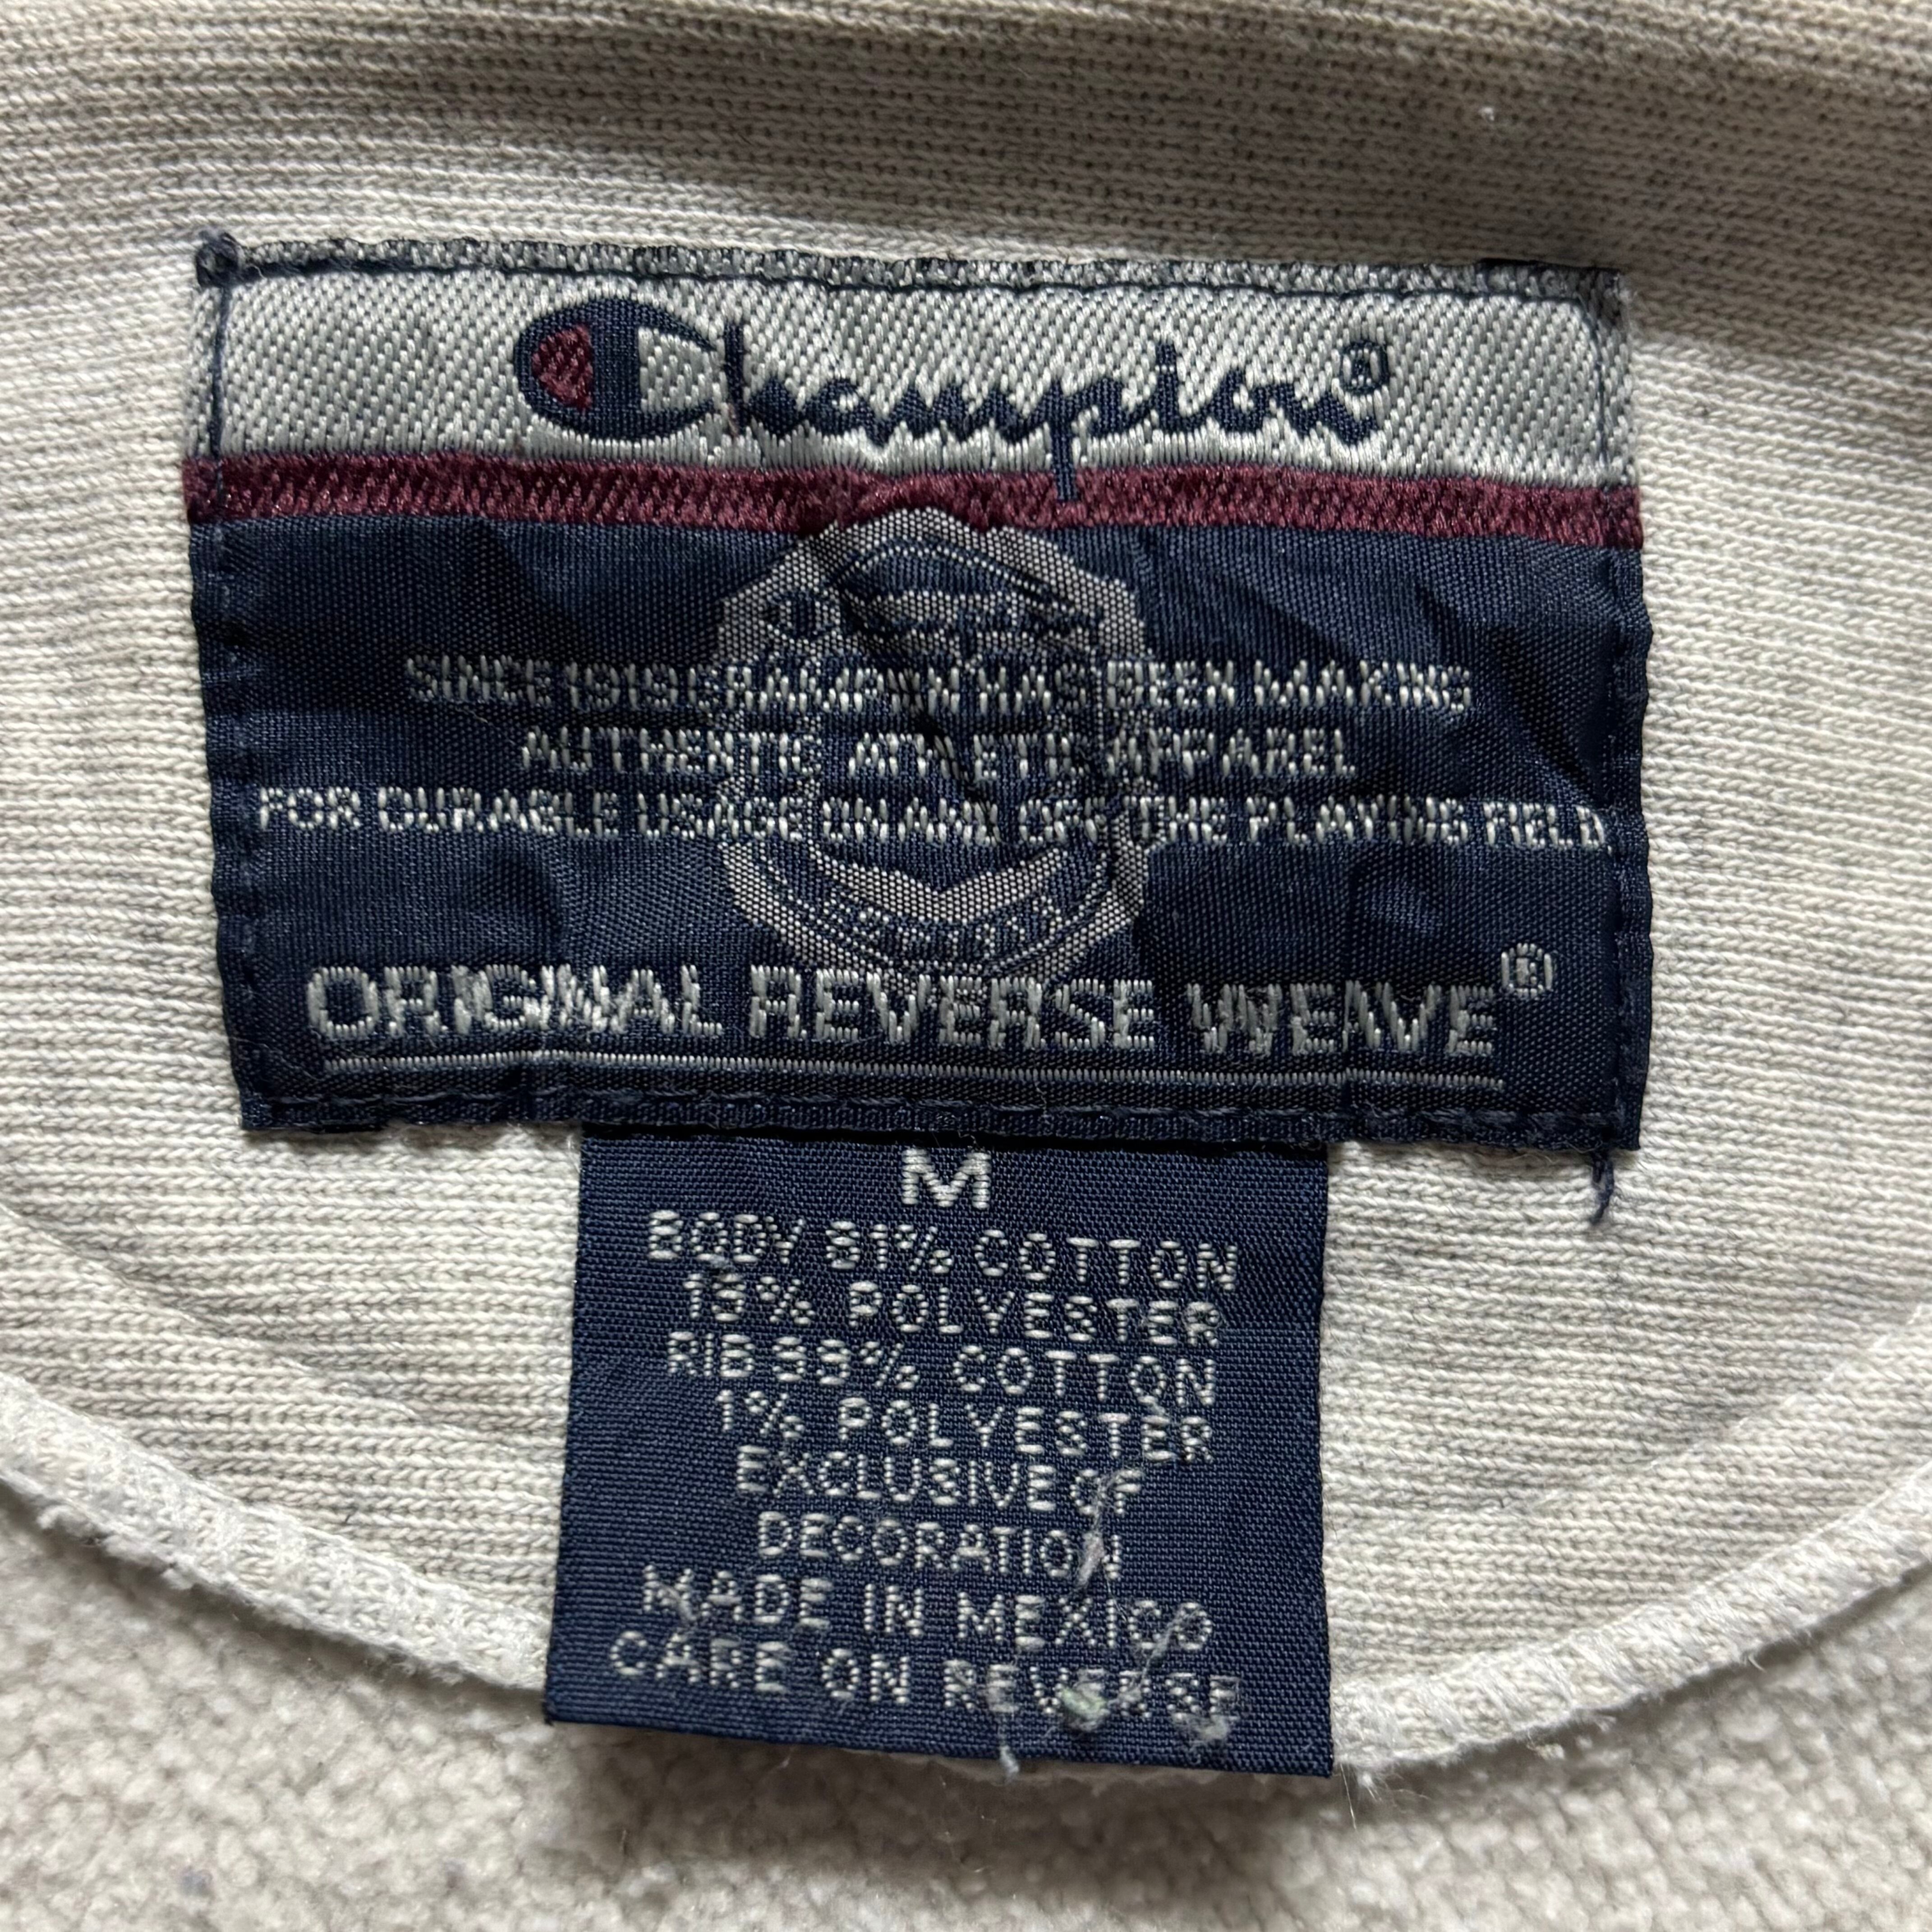 Champion®
SINCE 1919 CHAMPION HAS BEEN MAKING
AUTHENTIC ATHLETIC APPAREL
FOR DURABLE USAGE ON AND OFF THE PLAYING FIELD
ORIGINAL REVERSE WEAVE®
M
BODY 81% COTTON
19% POLYESTER
RIB 99% COTTON
1% POLYESTER
EXCLUSIVE OF
DECORATION
MADE IN MEXICO
CARE ON REVERSE